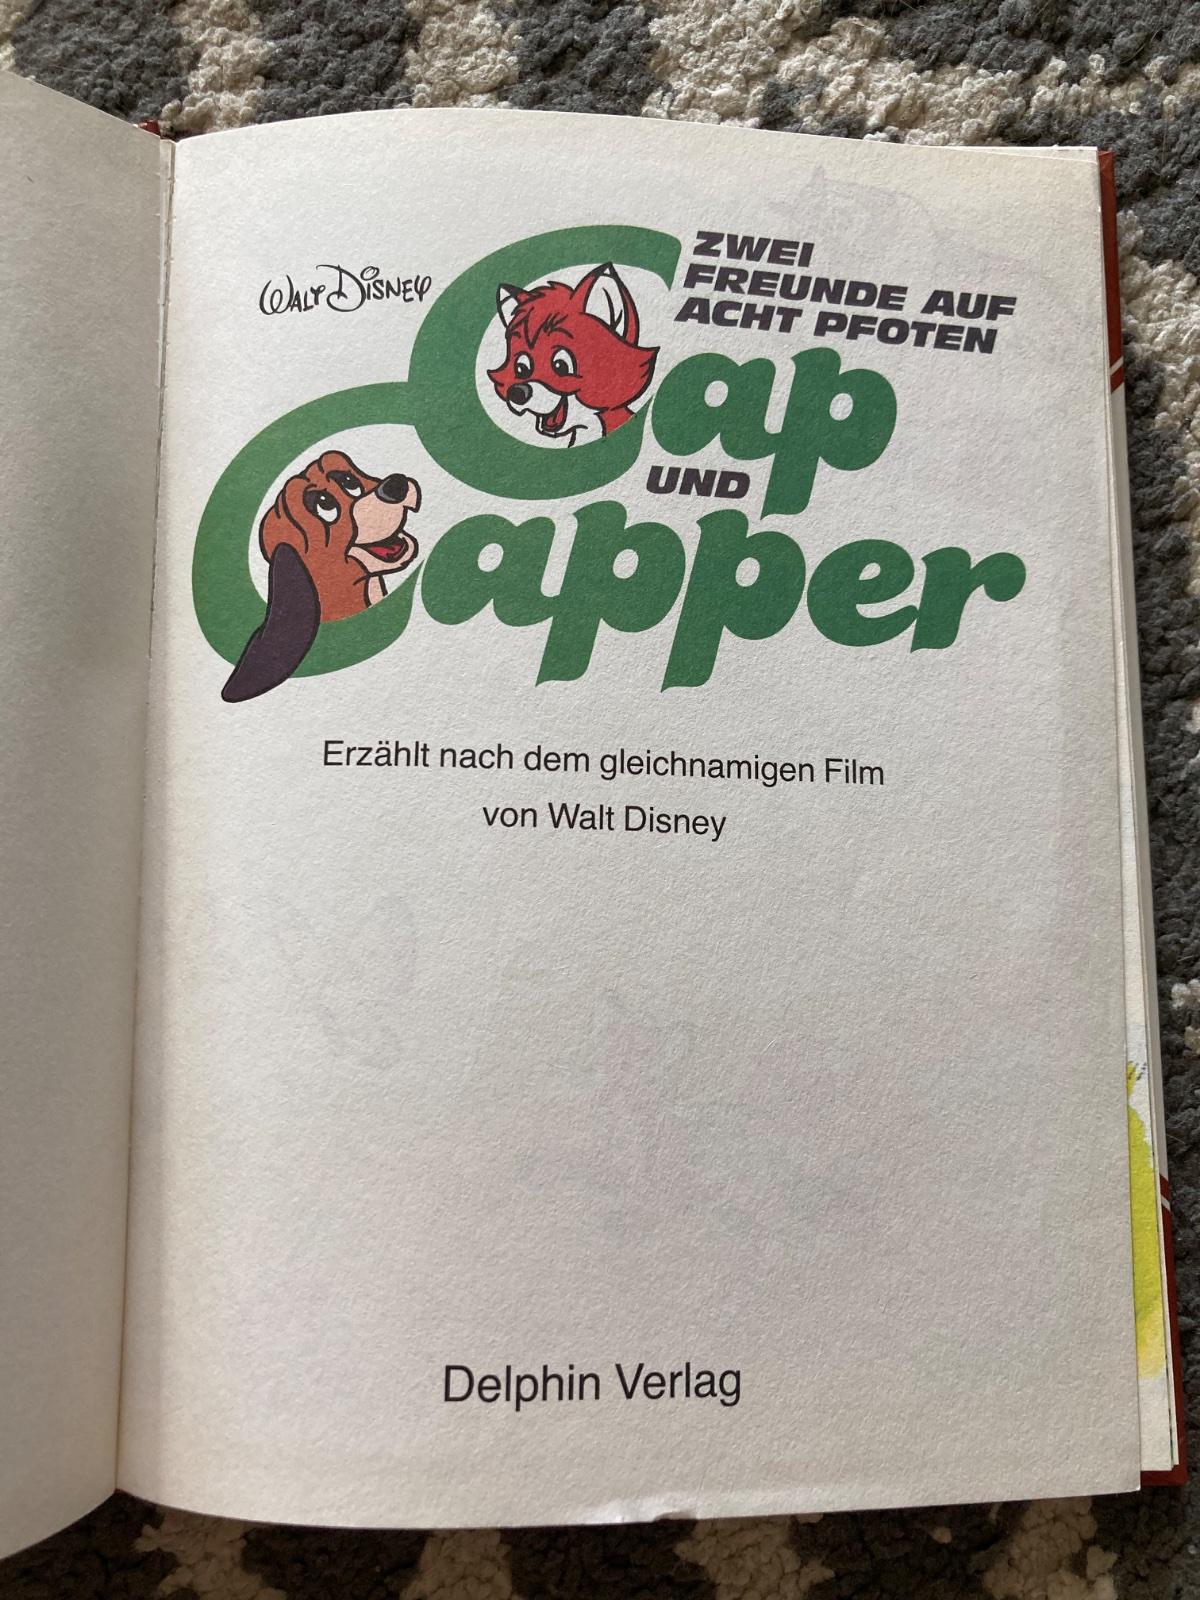 WALT DISNEY
ZWEI
FREUNDE AUF
ACHT PFOTEN
Cap
UND
Capper
Erzählt nach dem gleichnamigen Film
von Walt Disney
Delphin Verlag